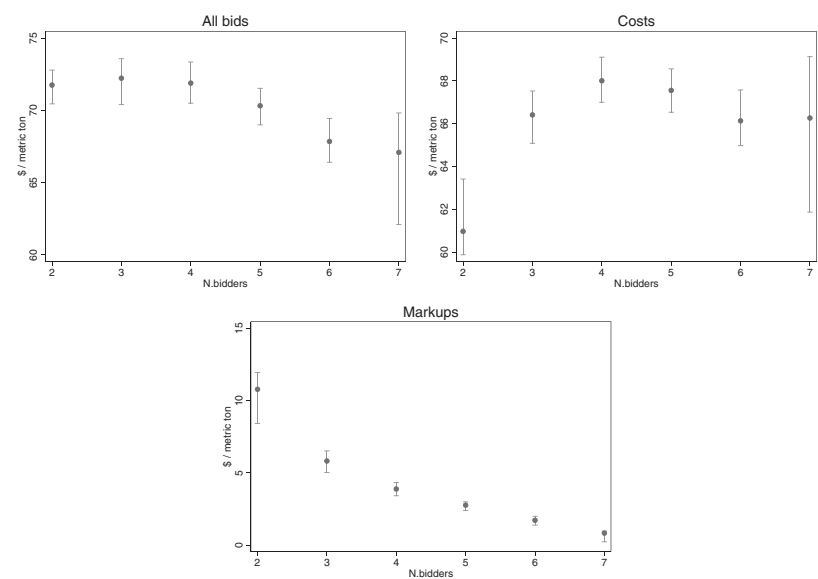 All bids
75
70
65
60
$ / metric ton
2 3 4 5 6 7
N.bidders
Costs
70
68
66
64
62
60
$ / metric ton
2 3 4 5 6 7
N.bidders
Markups
15
10
5
0
$ / metric ton
2 3 4 5 6 7
N.bidders